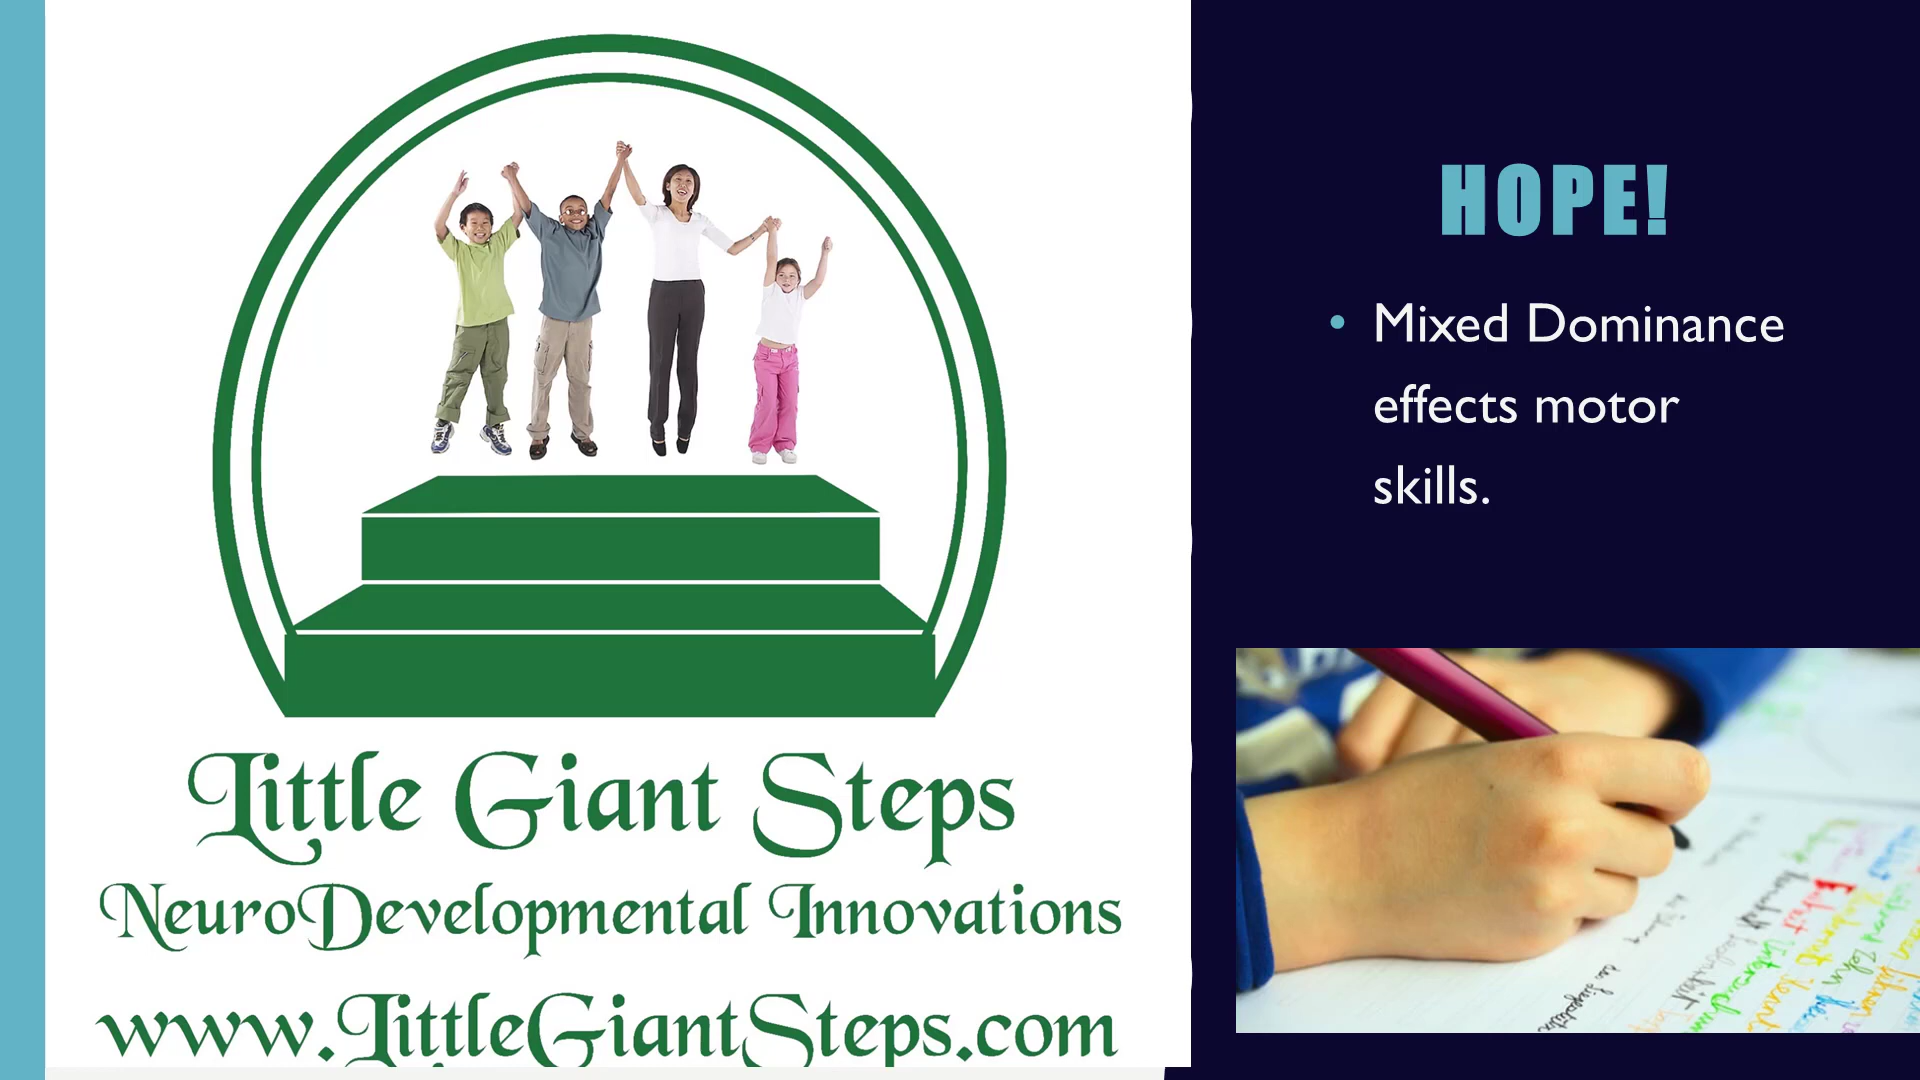 Little Giant Steps
NeuroDevelopmental Innovations
www.LittleGiantSteps.com
HOPE!
• Mixed Dominance
effects motor
skills.